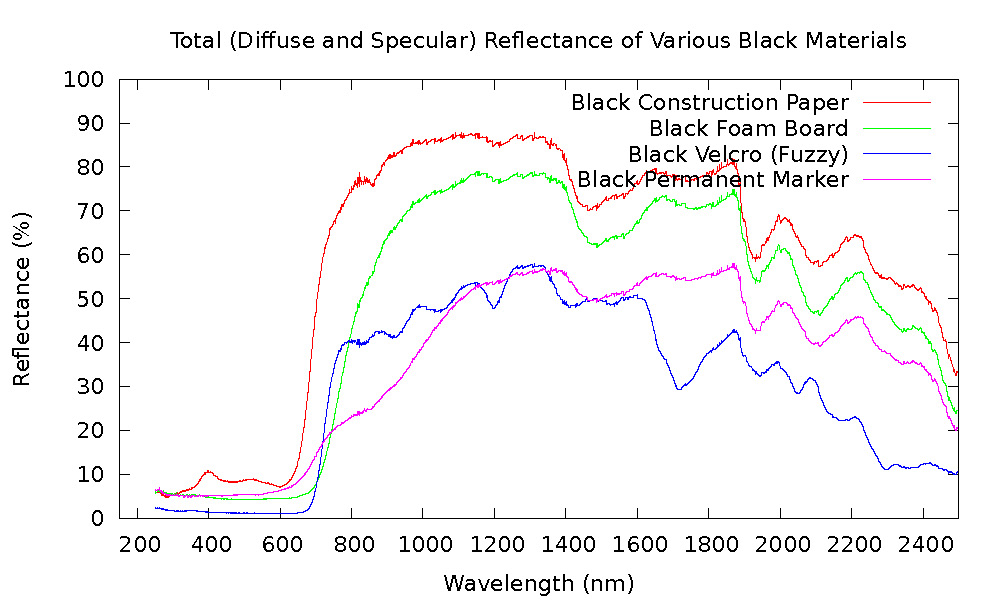 Total (Diffuse and Specular) Reflectance of Various Black Materials
100
90
80
70
60
50
40
30
20
10
0
Reflectance (%)
Black Construction Paper
Black Foam Board
Black Velcro (Fuzzy)
Black Permanent Marker
200 400 600 800 1000 1200 1400 1600 1800 2000 2200 2400
Wavelength (nm)